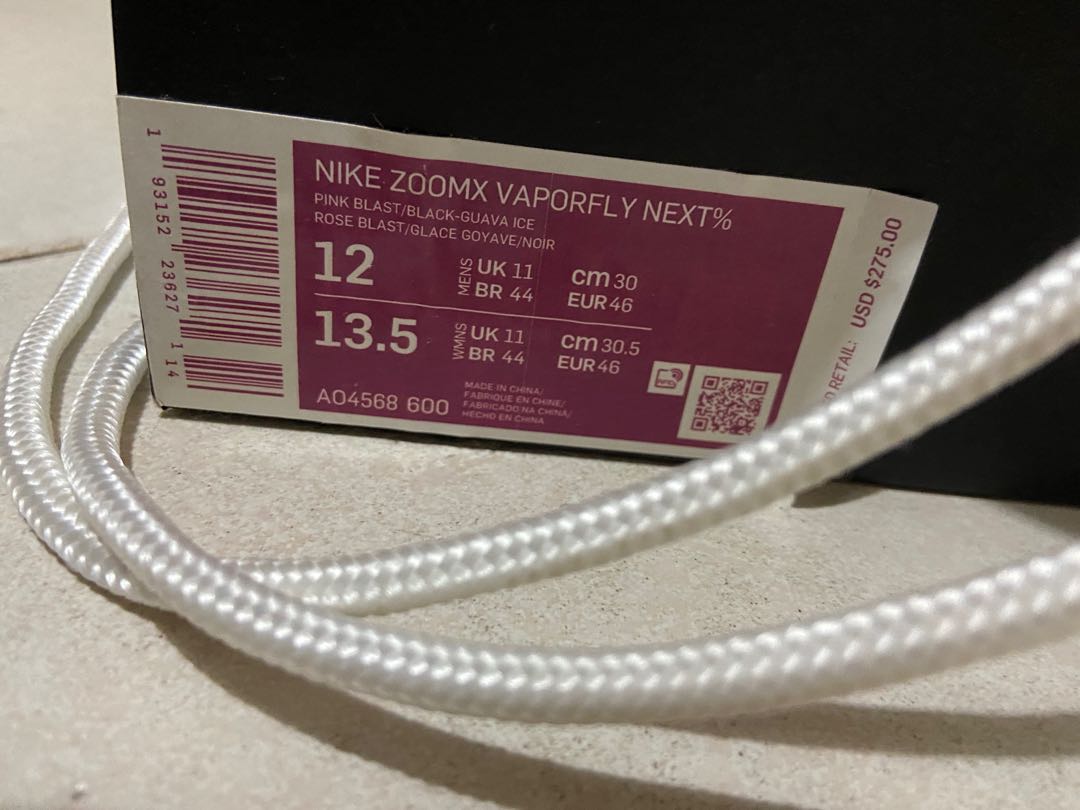 1 93152 23627 14
NIKE ZOOMX VAPORFLY NEXT%
PINK BLAST/BLACK-GUAVA ICE
ROSE BLAST/GLACE GOYAVE/NOIR
12 MENS UK 11 cm 30
BR 44 EUR 46
13.5 WMNS UK 11 cm 30.5
BR 44 EUR 46
AO4568 600
MADE IN CHINA/
FABRIQUE EN CHINE/
FABRICADO NA CHINA/
HECHO EN CHINA
RFID
RETAIL: USD $275.00